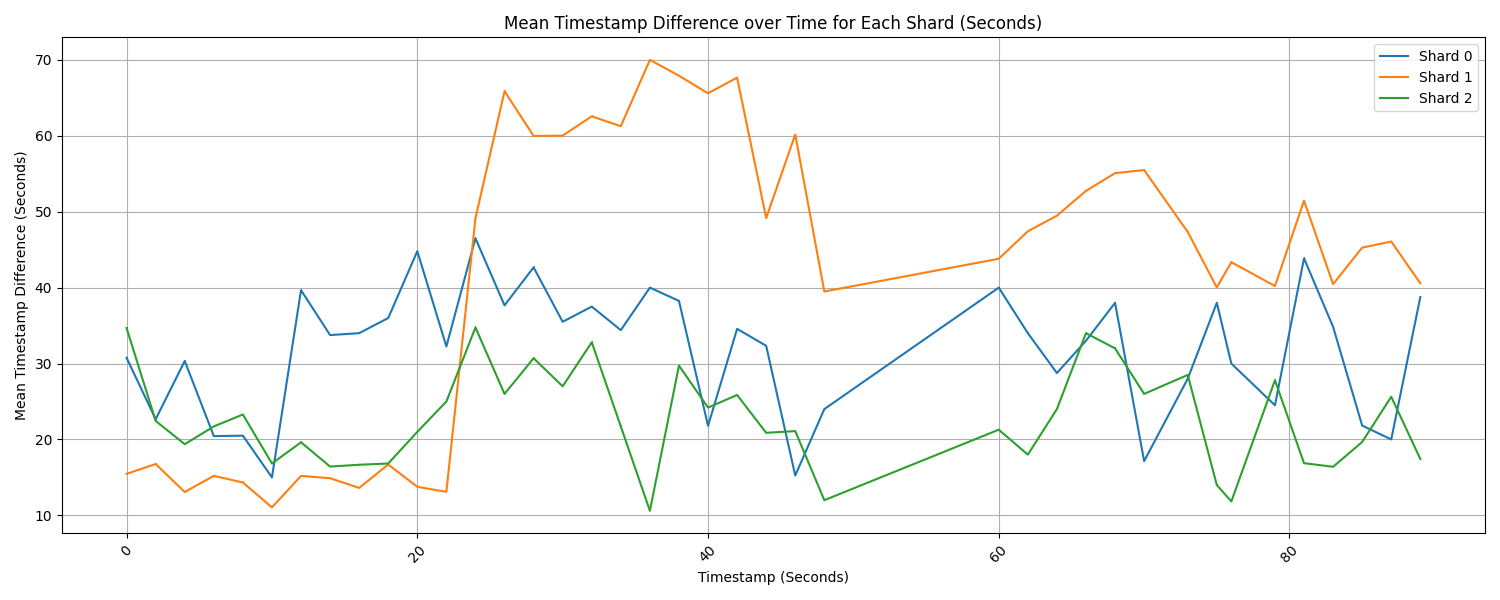 Mean Timestamp Difference over Time for Each Shard (Seconds)
Shard 0
Shard 1
Shard 2
Mean Timestamp Difference (Seconds)
70
60
50
40
30
20
10
0
20
40
60
80
Timestamp (Seconds)